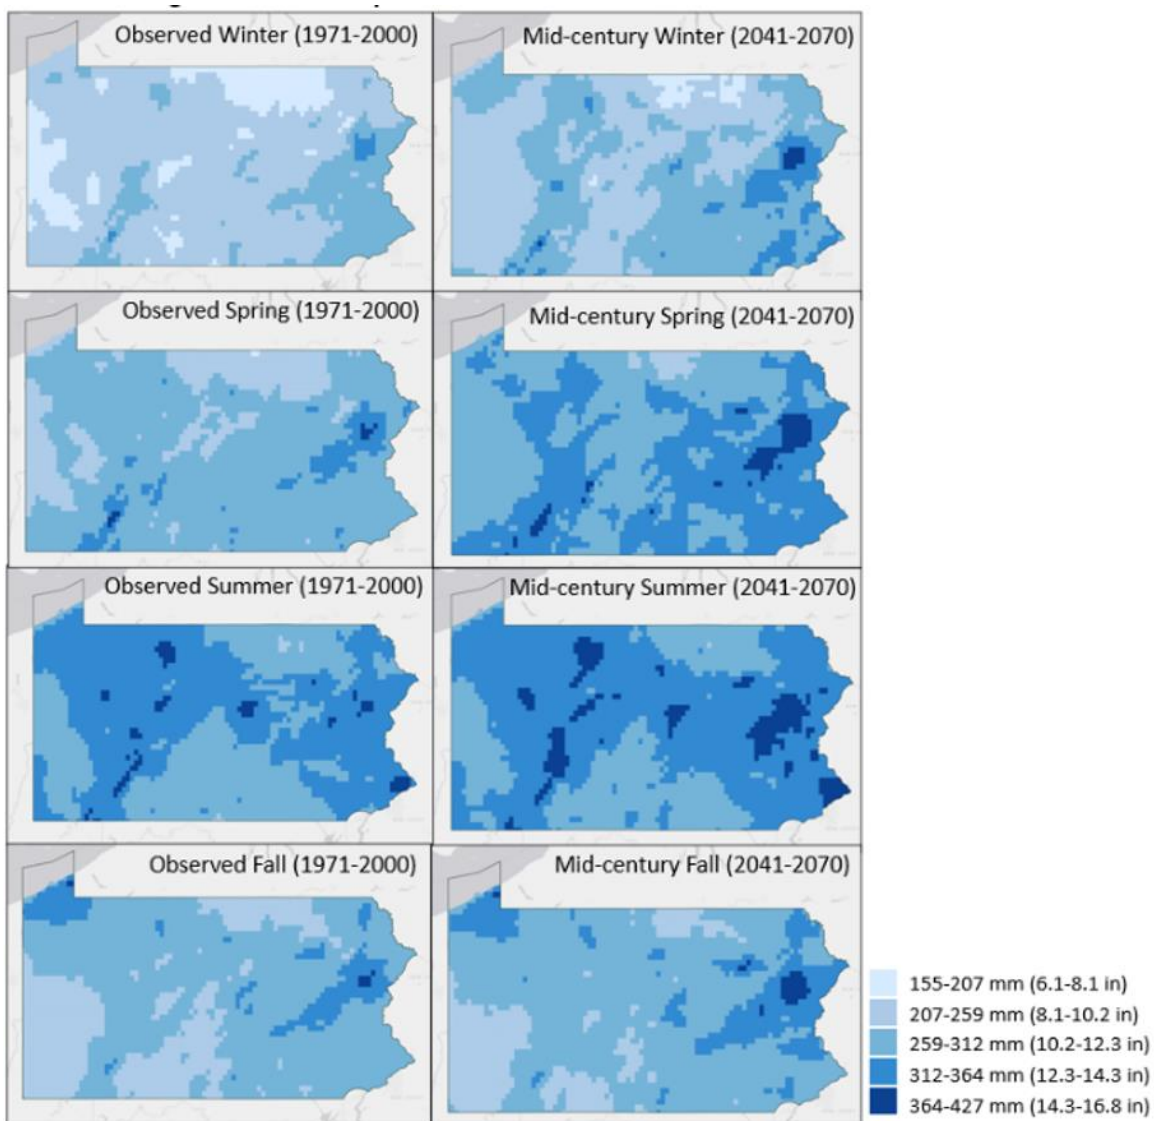 Observed Winter (1971-2000)
Mid-century Winter (2041-2070)
Observed Spring (1971-2000)
Mid-century Spring (2041-2070)
Observed Summer (1971-2000)
Mid-century Summer (2041-2070)
Observed Fall (1971-2000)
Mid-century Fall (2041-2070)
155-207 mm (6.1-8.1 in)
207-259 mm (8.1-10.2 in)
259-312 mm (10.2-12.3 in)
312-364 mm (12.3-14.3 in)
364-427 mm (14.3-16.8 in)